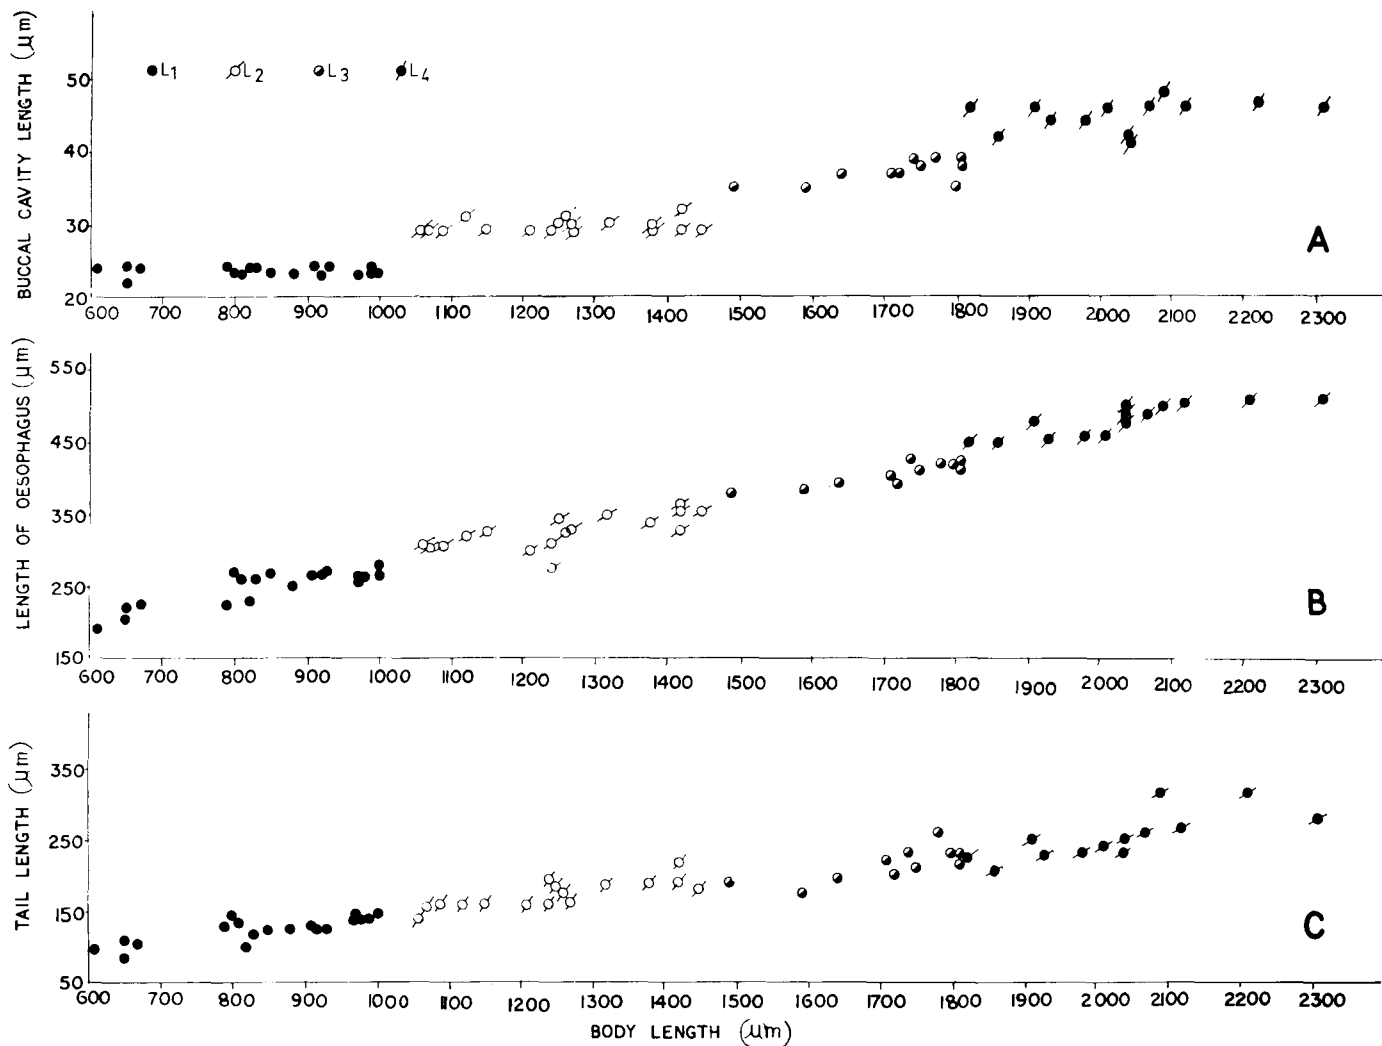 BUCCAL CAVITY LENGTH (μm)
50
40
30
20
L1 L2 L3 L4
A
600 700 800 900 1000 1100 1200 1300 1400 1500 1600 1700 1800 1900 2000 2100 2200 2300
LENGTH OF OESOPHAGUS (μm)
550
450
350
250
150
B
600 700 800 900 1000 1100 1200 1300 1400 1500 1600 1700 1800 1900 2000 2100 2200 2300
TAIL LENGTH (μm)
350
250
150
50
C
600 700 800 900 1000 1100 1200 1300 1400 1500 1600 1700 1800 1900 2000 2100 2200 2300
BODY LENGTH (μm)